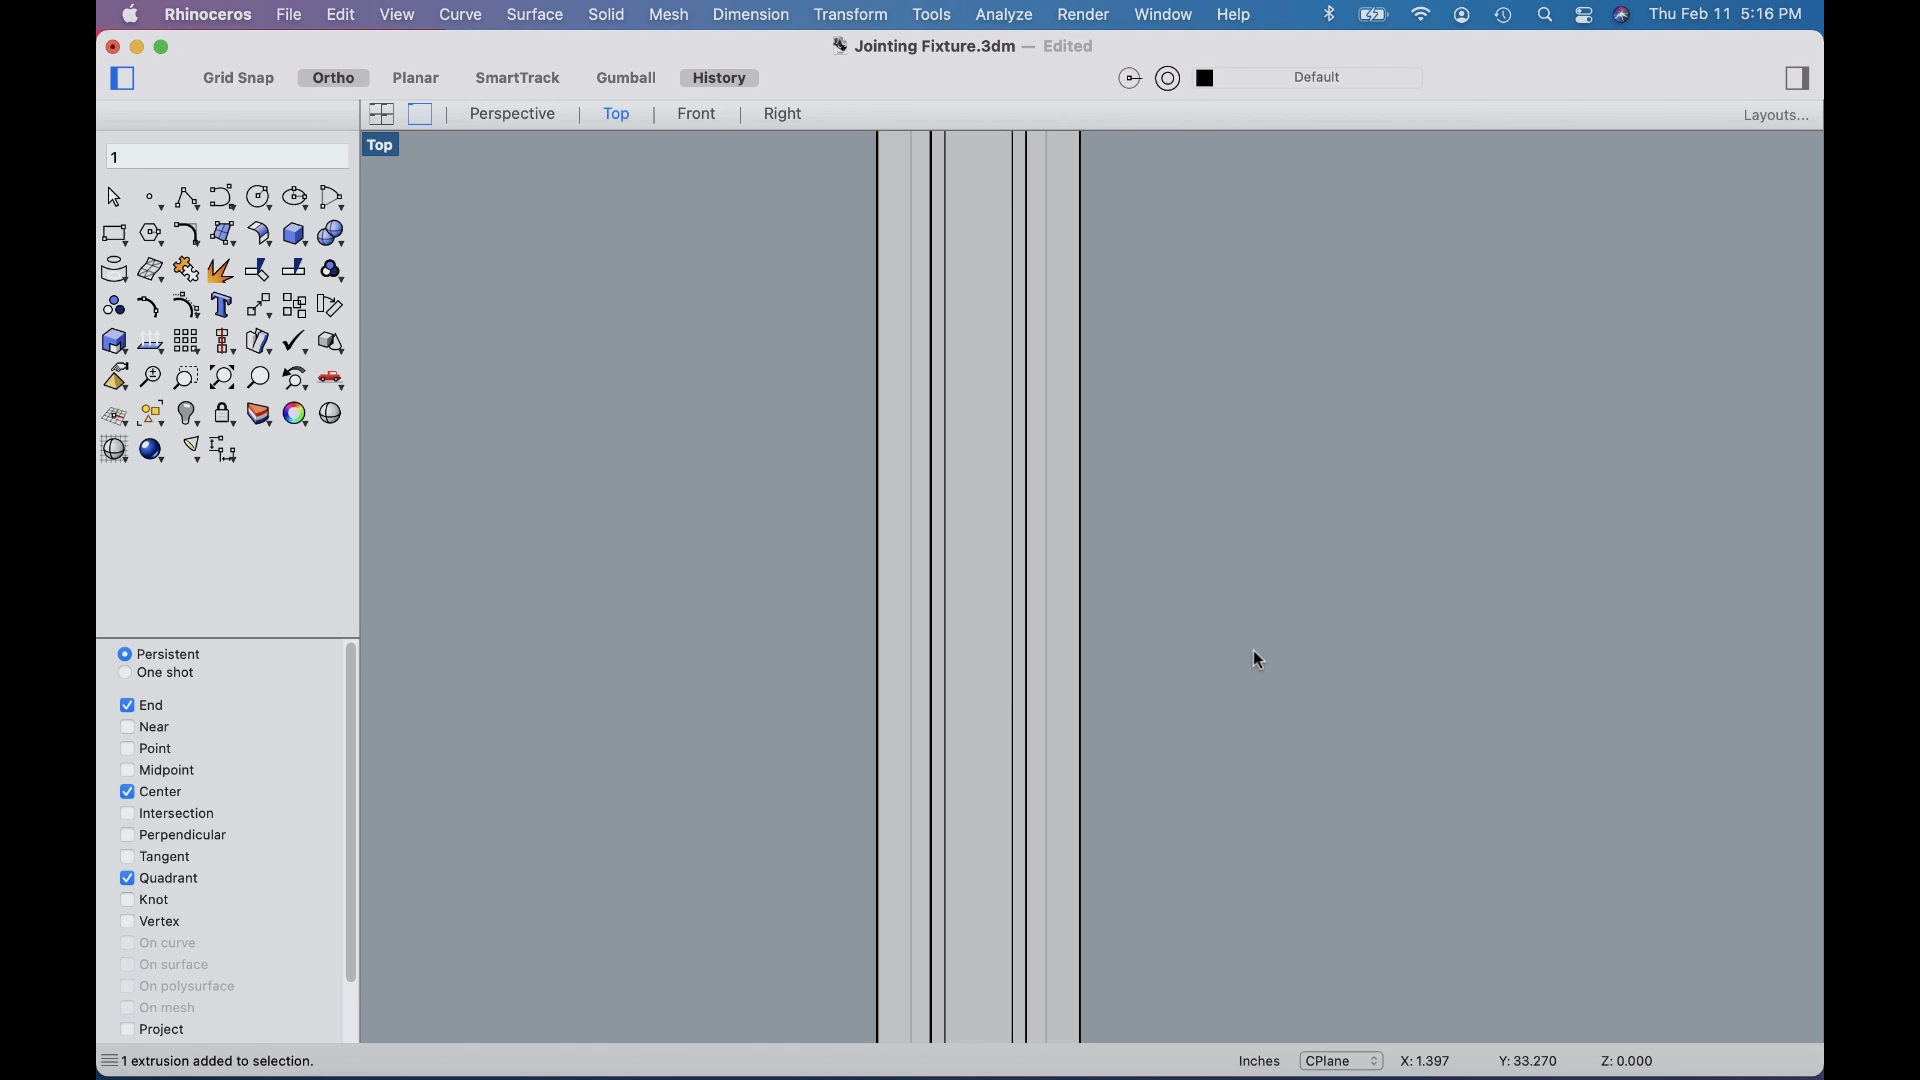 Rhinoceros File Edit View Curve Surface Solid Mesh Dimension Transform Tools Analyze Render Window Help Thu Feb 11 5:16 PM
Jointing Fixture.3dm — Edited
Grid Snap Ortho Planar SmartTrack Gumball History Default
Perspective | Top | Front | Right Layouts...
Top
1
Persistent
One shot
End
Near
Point
Midpoint
Center
Intersection
Perpendicular
Tangent
Quadrant
Knot
Vertex
On curve
On surface
On polysurface
On mesh
Project
1 extrusion added to selection. Inches CPlane X: 1.397 Y: 33.270 Z: 0.000